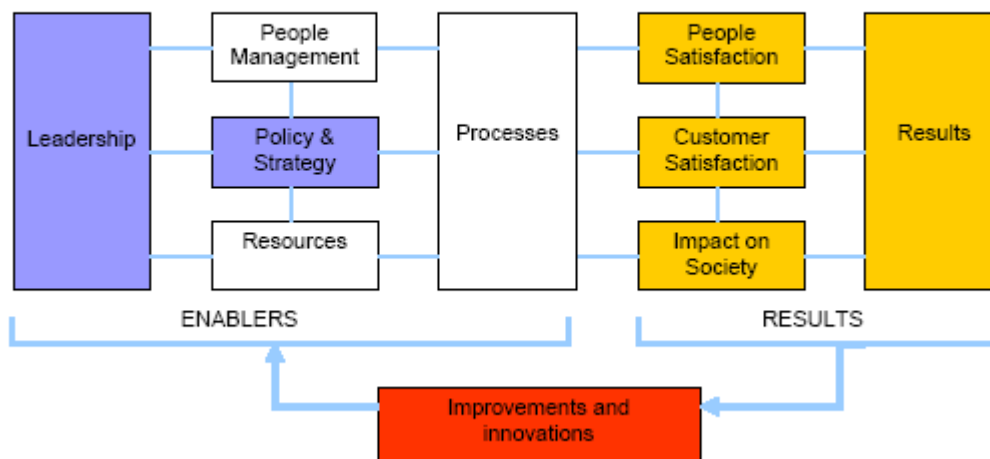 Leadership
People
Management
Policy &
Strategy
Resources
Processes
People
Satisfaction
Customer
Satisfaction
Impact on
Society
Results
ENABLERS
RESULTS
Improvements and
innovations